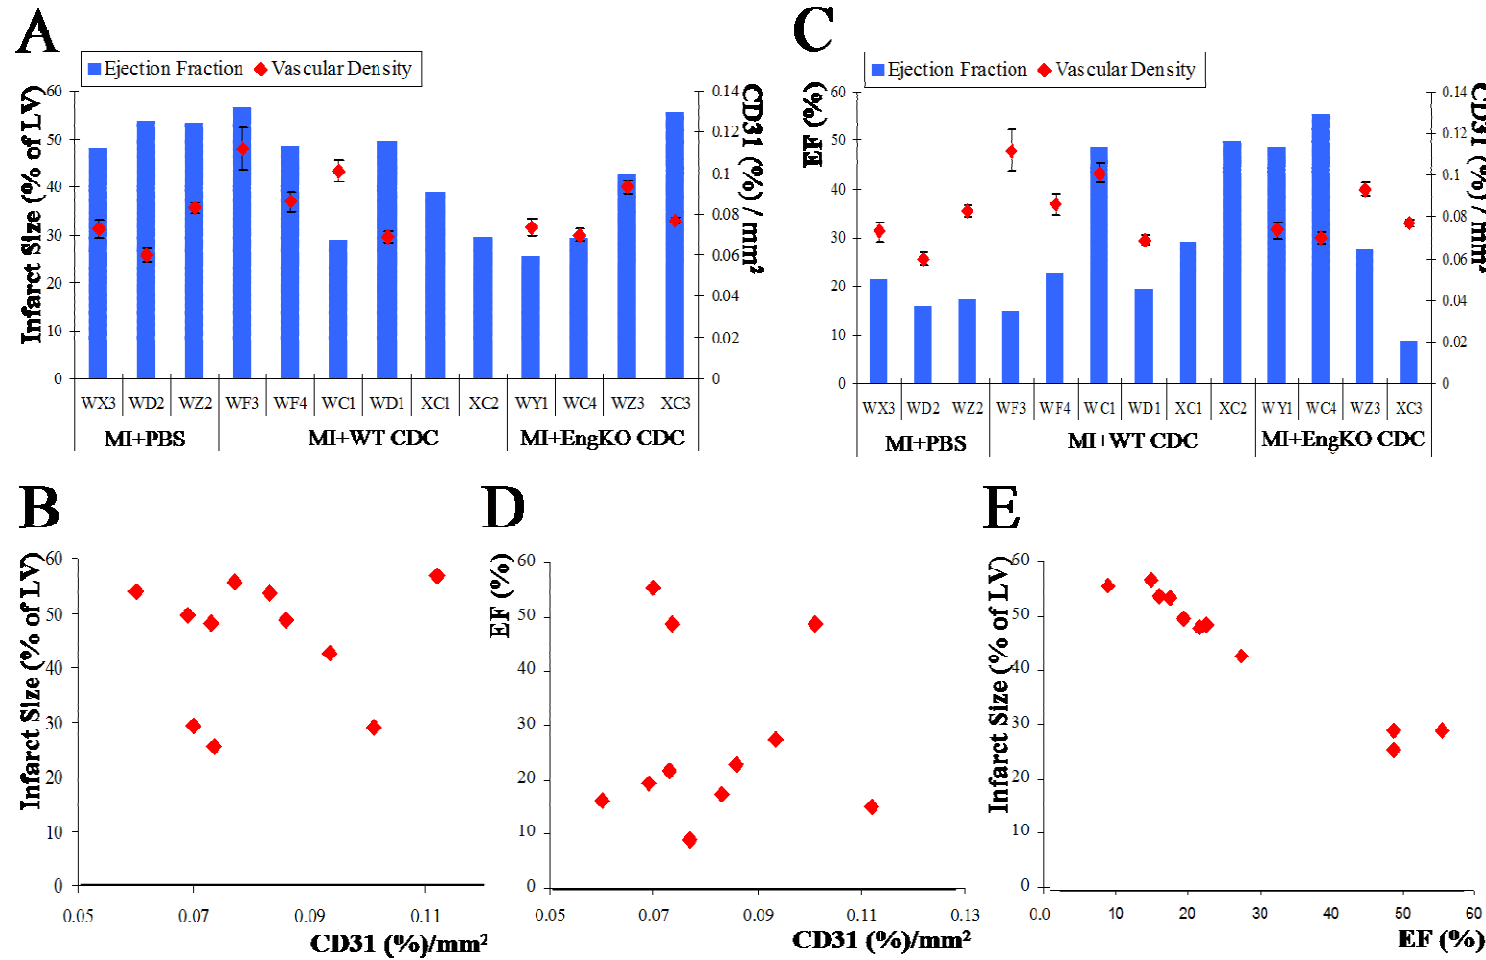 A
Ejection Fraction Vascular Density
Infarct Size (% of LV)
60
50
40
30
20
10
0
0.14
0.12
0.1
0.08
0.06
0.04
0.02
0
CD31 (%) / mm²
WX3 WD2 WZ2 WF3 WF4 WC1 WD1 XC1 XC2 WY1 WC4 WZ3 XC3
MI+PBS MI+WT CDC MI+EngKO CDC
C
Ejection Fraction Vascular Density
EF (%)
60
50
40
30
20
10
0
0.14
0.12
0.1
0.08
0.06
0.04
0.02
0
CD31 (%) / mm²
WX3 WD2 WZ2 WF3 WF4 WC1 WD1 XC1 XC2 WY1 WC4 WZ3 XC3
MI+PBS MI+WT CDC MI+EngKO CDC
B
Infarct Size (% of LV)
60
50
40
30
20
10
0
0.05 0.07 0.09 0.11
CD31 (%)/mm²
D
EF (%)
60
50
40
30
20
10
0
0.05 0.07 0.09 0.11 0.13
CD31 (%)/mm²
E
Infarct Size (% of LV)
60
50
40
30
20
10
0
0.0 10 20 30 40 50 60
EF (%)